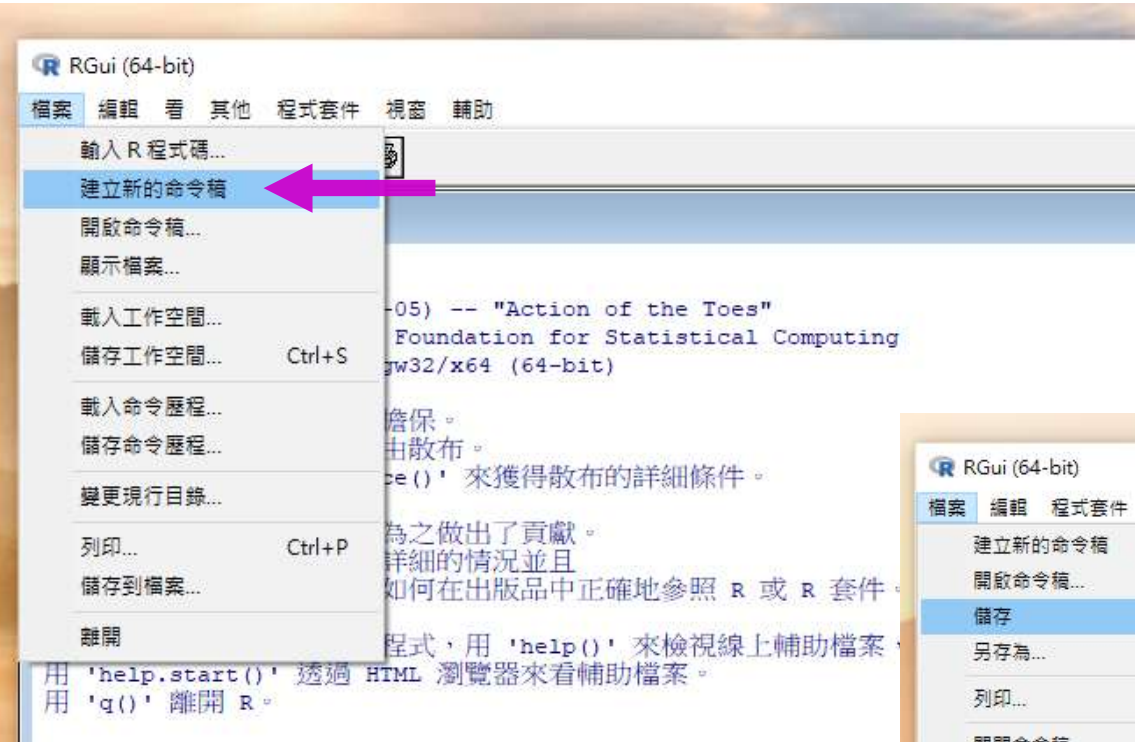 RGui (64-bit)
檔案 編輯 看 其他 程式套件 視窗 輔助
輸入 R 程式碼...
建立新的命令稿
開啟命令稿...
顯示檔案...
載入工作空間...
儲存工作空間... Ctrl+S
載入命令歷程...
儲存命令歷程...
變更現行目錄...
列印... Ctrl+P
儲存到檔案...
離開
-05) -- "Action of the Toes"
Foundation for Statistical Computing
gw32/x64 (64-bit)
擔保。
由散布。
ce()' 來獲得散布的詳細條件。
為之做出了貢獻。
詳細的情況並且
如何在出版品中正確地參照 R 或 R 套件。
程式，用 'help()' 來檢視線上輔助檔案，
用 'help.start()' 透過 HTML 瀏覽器來看輔助檔案。
用 'q()' 離開 R。
RGui (64-bit)
檔案 編輯 程式套件
建立新的命令稿
開啟命令稿...
儲存
另存為...
列印...